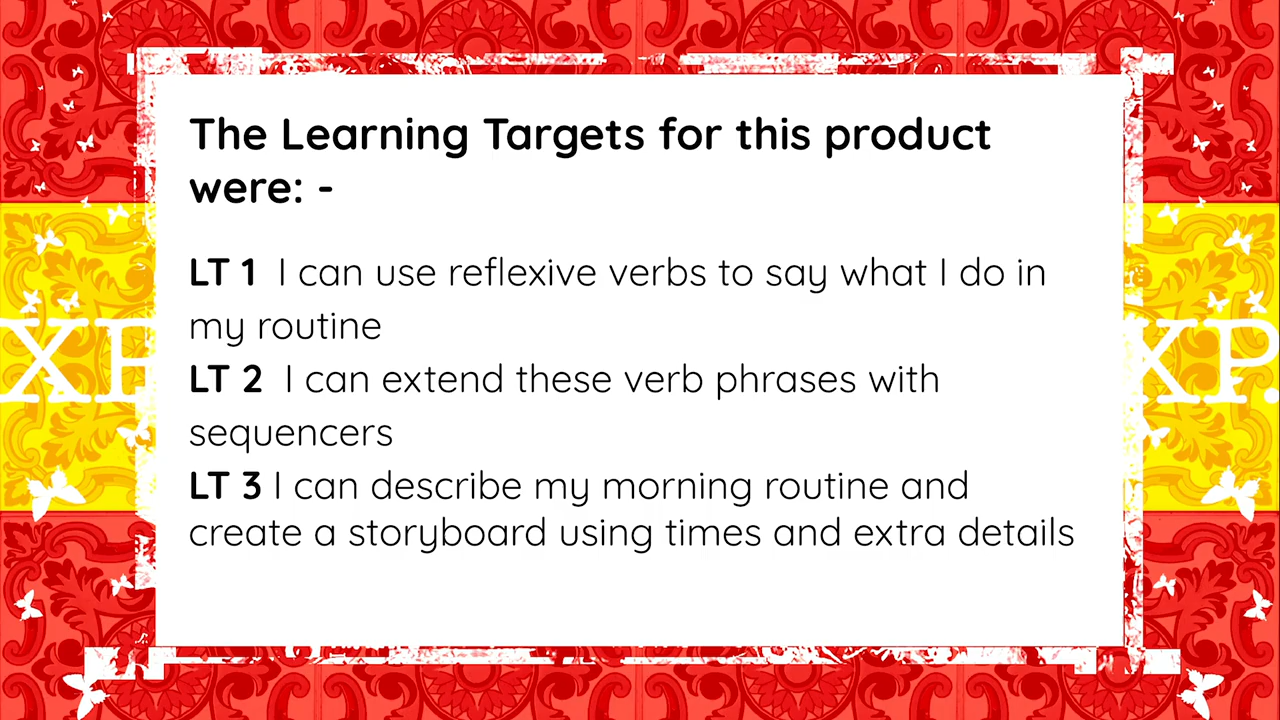 The Learning Targets for this product
were: -
LT 1 I can use reflexive verbs to say what I do in
my routine
LT 2 I can extend these verb phrases with
sequencers
LT 3 I can describe my morning routine and
create a storyboard using times and extra details
XP.